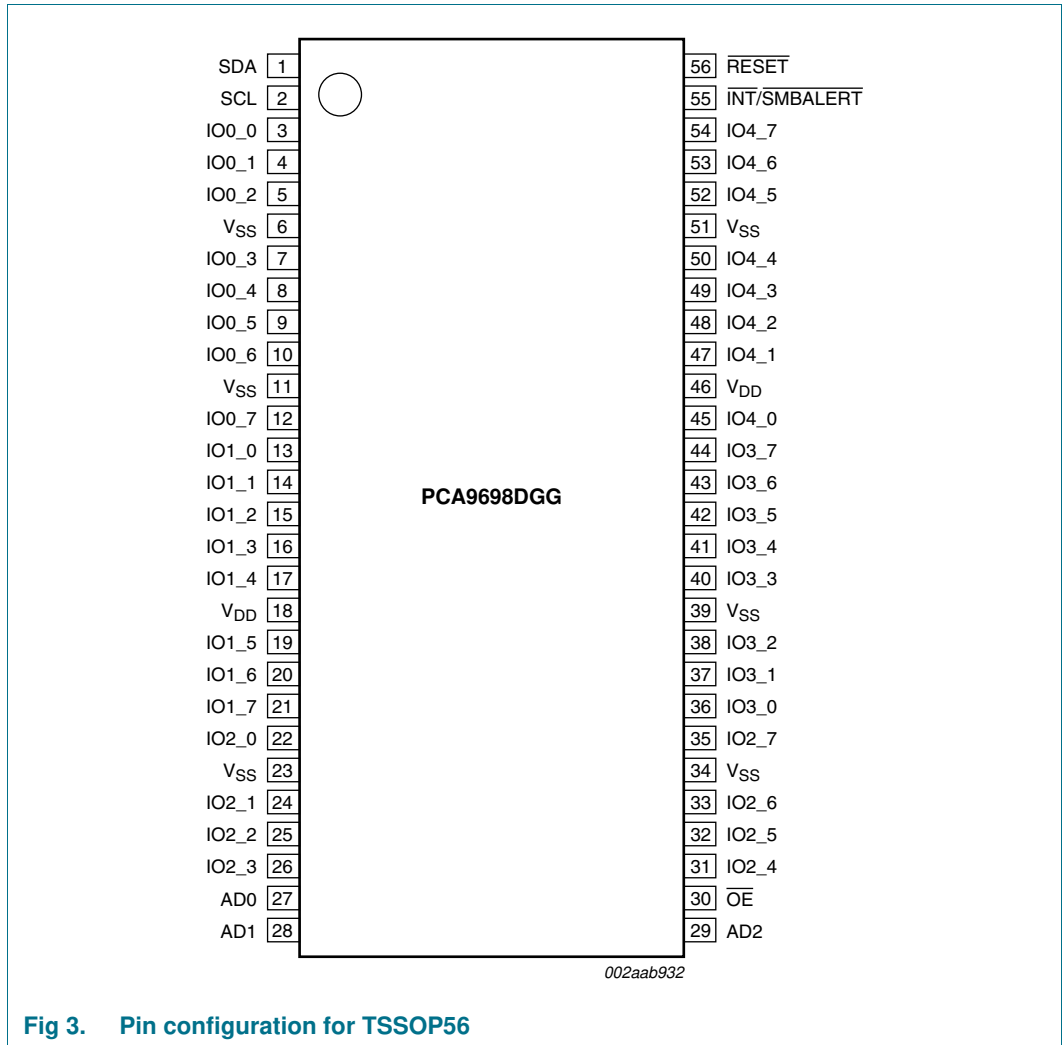 SDA 1
SCL 2
IO0_0 3
IO0_1 4
IO0_2 5
VSS 6
IO0_3 7
IO0_4 8
IO0_5 9
IO0_6 10
VSS 11
IO0_7 12
IO1_0 13
IO1_1 14
IO1_2 15
IO1_3 16
IO1_4 17
VDD 18
IO1_5 19
IO1_6 20
IO1_7 21
IO2_0 22
VSS 23
IO2_1 24
IO2_2 25
IO2_3 26
AD0 27
AD1 28
PCA9698DGG
56 RESET
55 INT/SMBALERT
54 IO4_7
53 IO4_6
52 IO4_5
51 VSS
50 IO4_4
49 IO4_3
48 IO4_2
47 IO4_1
46 VDD
45 IO4_0
44 IO3_7
43 IO3_6
42 IO3_5
41 IO3_4
40 IO3_3
39 VSS
38 IO3_2
37 IO3_1
36 IO3_0
35 IO2_7
34 VSS
33 IO2_6
32 IO2_5
31 IO2_4
30 OE
29 AD2
002aab932
Fig 3. Pin configuration for TSSOP56